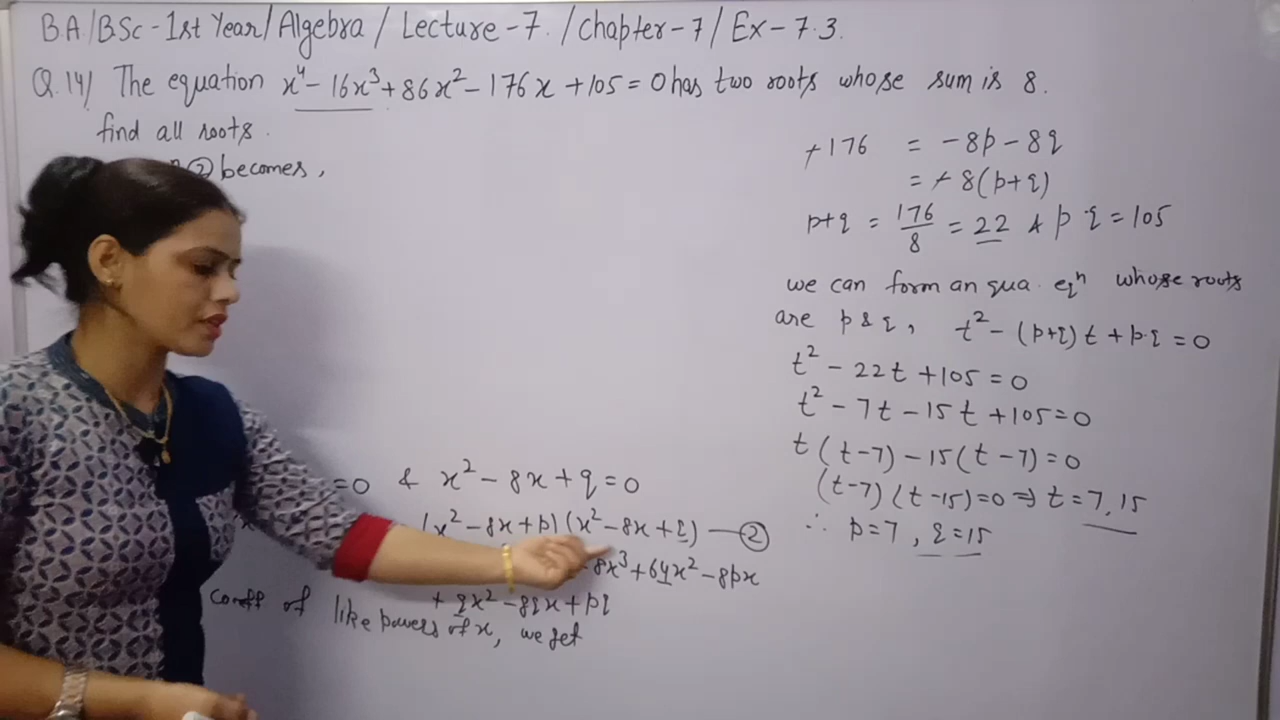 B.A./B.Sc - 1st Year/ Algebra / Lecture - 7. / Chapter - 7 / Ex - 7.3.
Q.14/ The equation x⁴ - 16x³ + 86x² - 176x + 105 = 0 has two roots whose sum is 8.
find all roots.
② becomes,
=0 & x² - 8x + q = 0
(x² - 8x + p)(x² - 8x + q) — ②
- 8x³ + 64x² - 8px
+ qx² - 8qx + pq
Coeff of like powers of x, we get
+176 = -8p - 8q
= -8(p+q)
p+q = 176/8 = 22 & p·q = 105
we can form an qua. eqⁿ whose roots
are p & q, t² - (p+q)t + p·q = 0
t² - 22t + 105 = 0
t² - 7t - 15t + 105 = 0
t(t-7) - 15(t-7) = 0
(t-7)(t-15) = 0 ⇒ t = 7, 15
∴ p = 7, q = 15